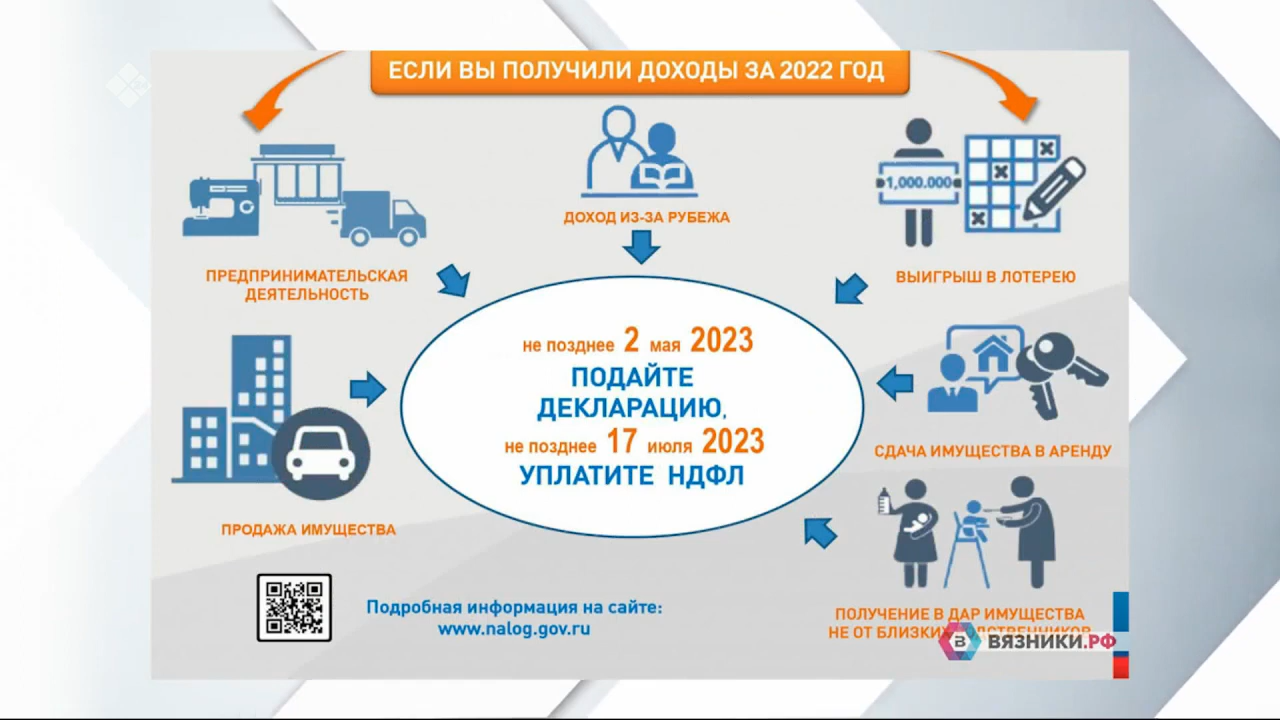 ЕСЛИ ВЫ ПОЛУЧИЛИ ДОХОДЫ ЗА 2022 ГОД
1,000.000
ДОХОД ИЗ-ЗА РУБЕЖА
ПРЕДПРИНИМАТЕЛЬСКАЯ
ДЕЯТЕЛЬНОСТЬ
ВЫИГРЫШ В ЛОТЕРЕЮ
не позднее 2 мая 2023
ПОДАЙТЕ
ДЕКЛАРАЦИЮ,
не позднее 17 июля 2023
УПЛАТИТЕ НДФЛ
СДАЧА ИМУЩЕСТВА В АРЕНДУ
ПРОДАЖА ИМУЩЕСТВА
Подробная информация на сайте:
www.nalog.gov.ru
ПОЛУЧЕНИЕ В ДАР ИМУЩЕСТВА
НЕ ОТ
В ВЯЗНИКИ.РФ